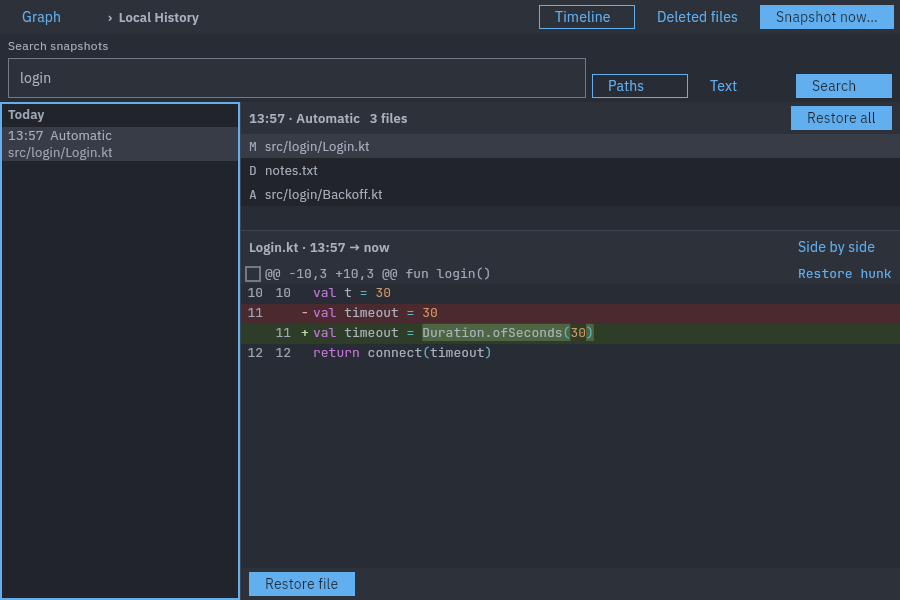 Graph › Local History Timeline Deleted files Snapshot now…
Search snapshots
login
Paths Text Search
Today
13:57 Automatic
src/login/Login.kt
13:57 · Automatic 3 files Restore all
M src/login/Login.kt
D notes.txt
A src/login/Backoff.kt
Login.kt · 13:57 → now Side by side
@@ -10,3 +10,3 @@ fun login() Restore hunk
10 10 val t = 30
11 - val timeout = 30
11 + val timeout = Duration.ofSeconds(30)
12 12 return connect(timeout)
Restore file